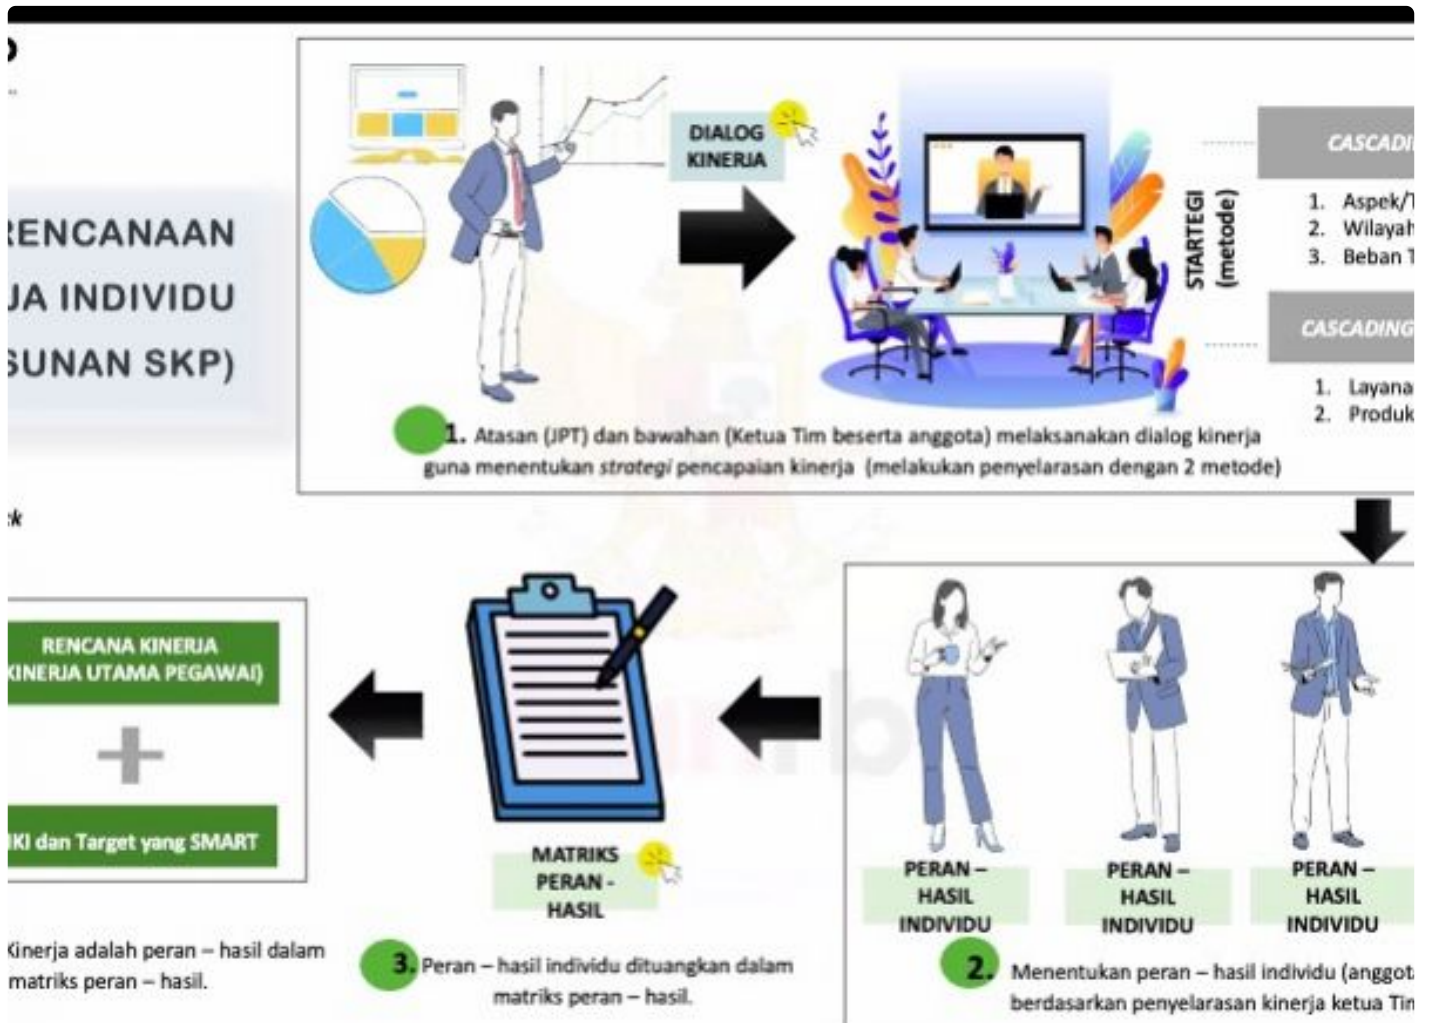 RENCANAAN
JA INDIVIDU
SUNAN SKP)
DIALOG
KINERJA
STARTEGI
(metode)
CASCADI
1. Aspek/T
2. Wilayah
3. Beban T
CASCADING
1. Layana
2. Produk
1. Atasan (JPT) dan bawahan (Ketua Tim beserta anggota) melaksanakan dialog kinerja
guna menentukan strategi pencapaian kinerja (melakukan penyelarasan dengan 2 metode)
ck
RENCANA KINERJA
KINERJA UTAMA PEGAWAI)
+
IKI dan Target yang SMART
Kinerja adalah peran – hasil dalam
matriks peran – hasil.
MATRIKS
PERAN -
HASIL
3. Peran – hasil individu dituangkan dalam
matriks peran – hasil.
PERAN –
HASIL
INDIVIDU
PERAN –
HASIL
INDIVIDU
PERAN –
HASIL
INDIVIDU
2. Menentukan peran – hasil individu (anggota
berdasarkan penyelarasan kinerja ketua Tim